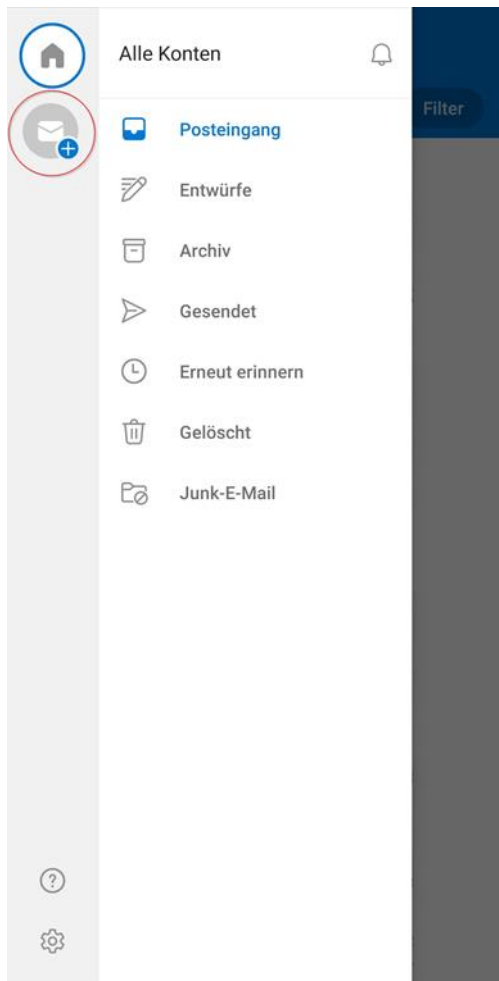 Alle Konten
Filter
Posteingang
Entwürfe
Archiv
Gesendet
Erneut erinnern
Gelöscht
Junk-E-Mail